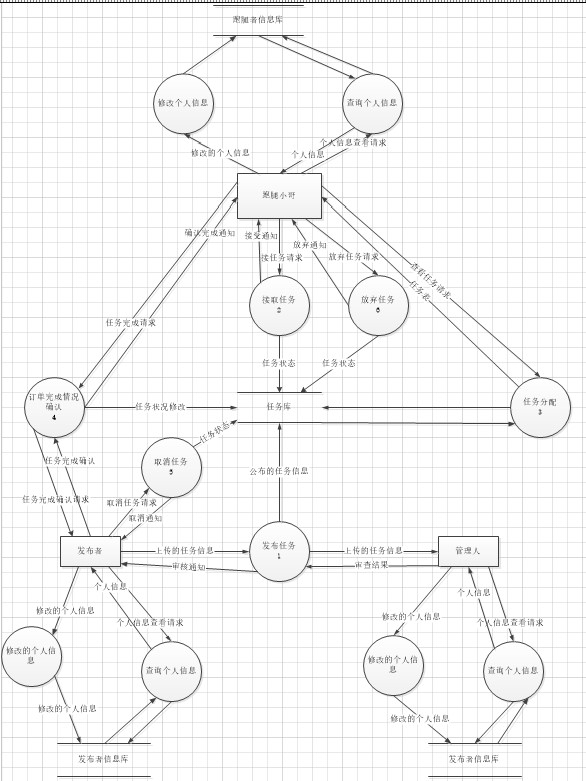 跑腿者信息库
修改个人信息
查询个人信息
个人信息查看请求
修改的个人信息
个人信息
跑腿小哥
确认完成通知
接受通知
放弃通知
接任务请求
放弃任务请求
查看任务请求
任务表
接取任务
2
放弃任务
6
任务完成请求
任务状态
任务状态
订单完成情况
确认
4
任务状况修改
任务库
任务分配
3
任务状态
任务完成确认
取消任务
5
公布的任务信息
任务完成确认请求
取消任务请求
取消通知
发布者
上传的任务信息
审核通知
发布任务
1
上传的任务信息
审查结果
管理人
个人信息
个人信息
修改的个人信息
个人信息查看请求
修改的个人信息
个人信息查看请求
修改的个人信
息
查询个人信息
修改的个人信
息
查询个人信息
修改的个人信息
修改的个人信息
发布者信息库
发布者信息库